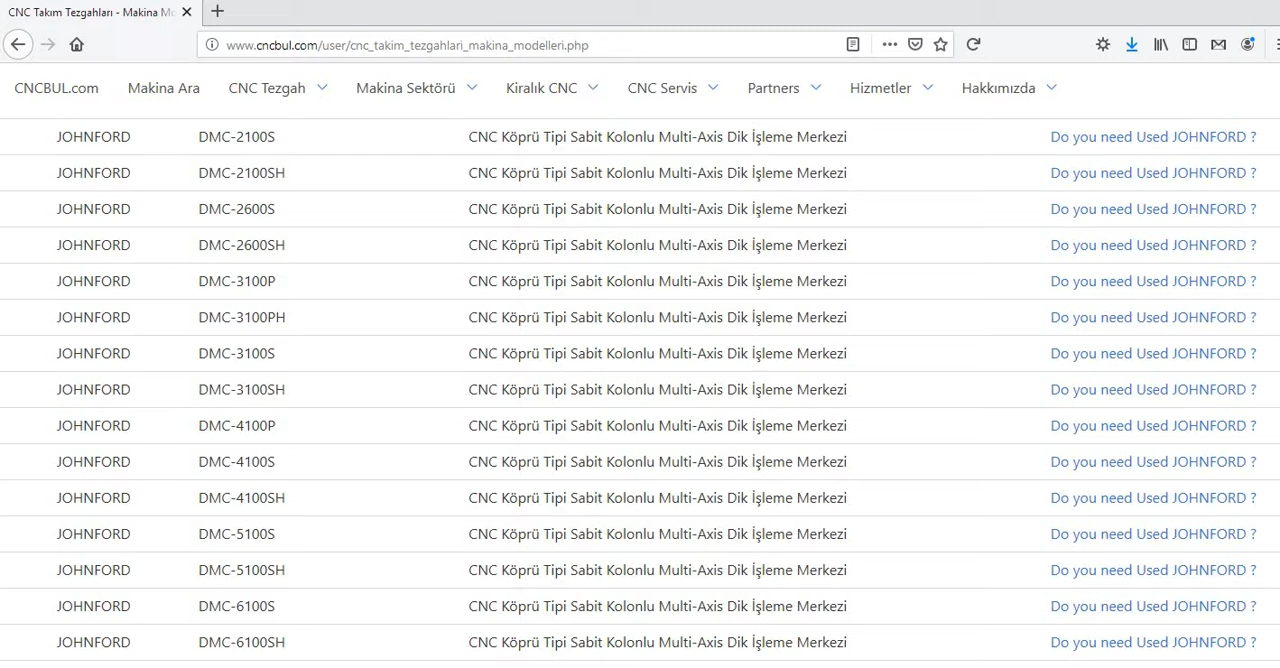 CNC Takım Tezgahları - Makina Mo
www.cncbul.com/user/cnc_takim_tezgahlari_makina_modelleri.php
CNCBUL.com Makina Ara CNC Tezgah Makina Sektörü Kiralık CNC CNC Servis Partners Hizmetler Hakkımızda
JOHNFORD DMC-2100S CNC Köprü Tipi Sabit Kolonlu Multi-Axis Dik İşleme Merkezi Do you need Used JOHNFORD ?
JOHNFORD DMC-2100SH CNC Köprü Tipi Sabit Kolonlu Multi-Axis Dik İşleme Merkezi Do you need Used JOHNFORD ?
JOHNFORD DMC-2600S CNC Köprü Tipi Sabit Kolonlu Multi-Axis Dik İşleme Merkezi Do you need Used JOHNFORD ?
JOHNFORD DMC-2600SH CNC Köprü Tipi Sabit Kolonlu Multi-Axis Dik İşleme Merkezi Do you need Used JOHNFORD ?
JOHNFORD DMC-3100P CNC Köprü Tipi Sabit Kolonlu Multi-Axis Dik İşleme Merkezi Do you need Used JOHNFORD ?
JOHNFORD DMC-3100PH CNC Köprü Tipi Sabit Kolonlu Multi-Axis Dik İşleme Merkezi Do you need Used JOHNFORD ?
JOHNFORD DMC-3100S CNC Köprü Tipi Sabit Kolonlu Multi-Axis Dik İşleme Merkezi Do you need Used JOHNFORD ?
JOHNFORD DMC-3100SH CNC Köprü Tipi Sabit Kolonlu Multi-Axis Dik İşleme Merkezi Do you need Used JOHNFORD ?
JOHNFORD DMC-4100P CNC Köprü Tipi Sabit Kolonlu Multi-Axis Dik İşleme Merkezi Do you need Used JOHNFORD ?
JOHNFORD DMC-4100S CNC Köprü Tipi Sabit Kolonlu Multi-Axis Dik İşleme Merkezi Do you need Used JOHNFORD ?
JOHNFORD DMC-4100SH CNC Köprü Tipi Sabit Kolonlu Multi-Axis Dik İşleme Merkezi Do you need Used JOHNFORD ?
JOHNFORD DMC-5100S CNC Köprü Tipi Sabit Kolonlu Multi-Axis Dik İşleme Merkezi Do you need Used JOHNFORD ?
JOHNFORD DMC-5100SH CNC Köprü Tipi Sabit Kolonlu Multi-Axis Dik İşleme Merkezi Do you need Used JOHNFORD ?
JOHNFORD DMC-6100S CNC Köprü Tipi Sabit Kolonlu Multi-Axis Dik İşleme Merkezi Do you need Used JOHNFORD ?
JOHNFORD DMC-6100SH CNC Köprü Tipi Sabit Kolonlu Multi-Axis Dik İşleme Merkezi Do you need Used JOHNFORD ?